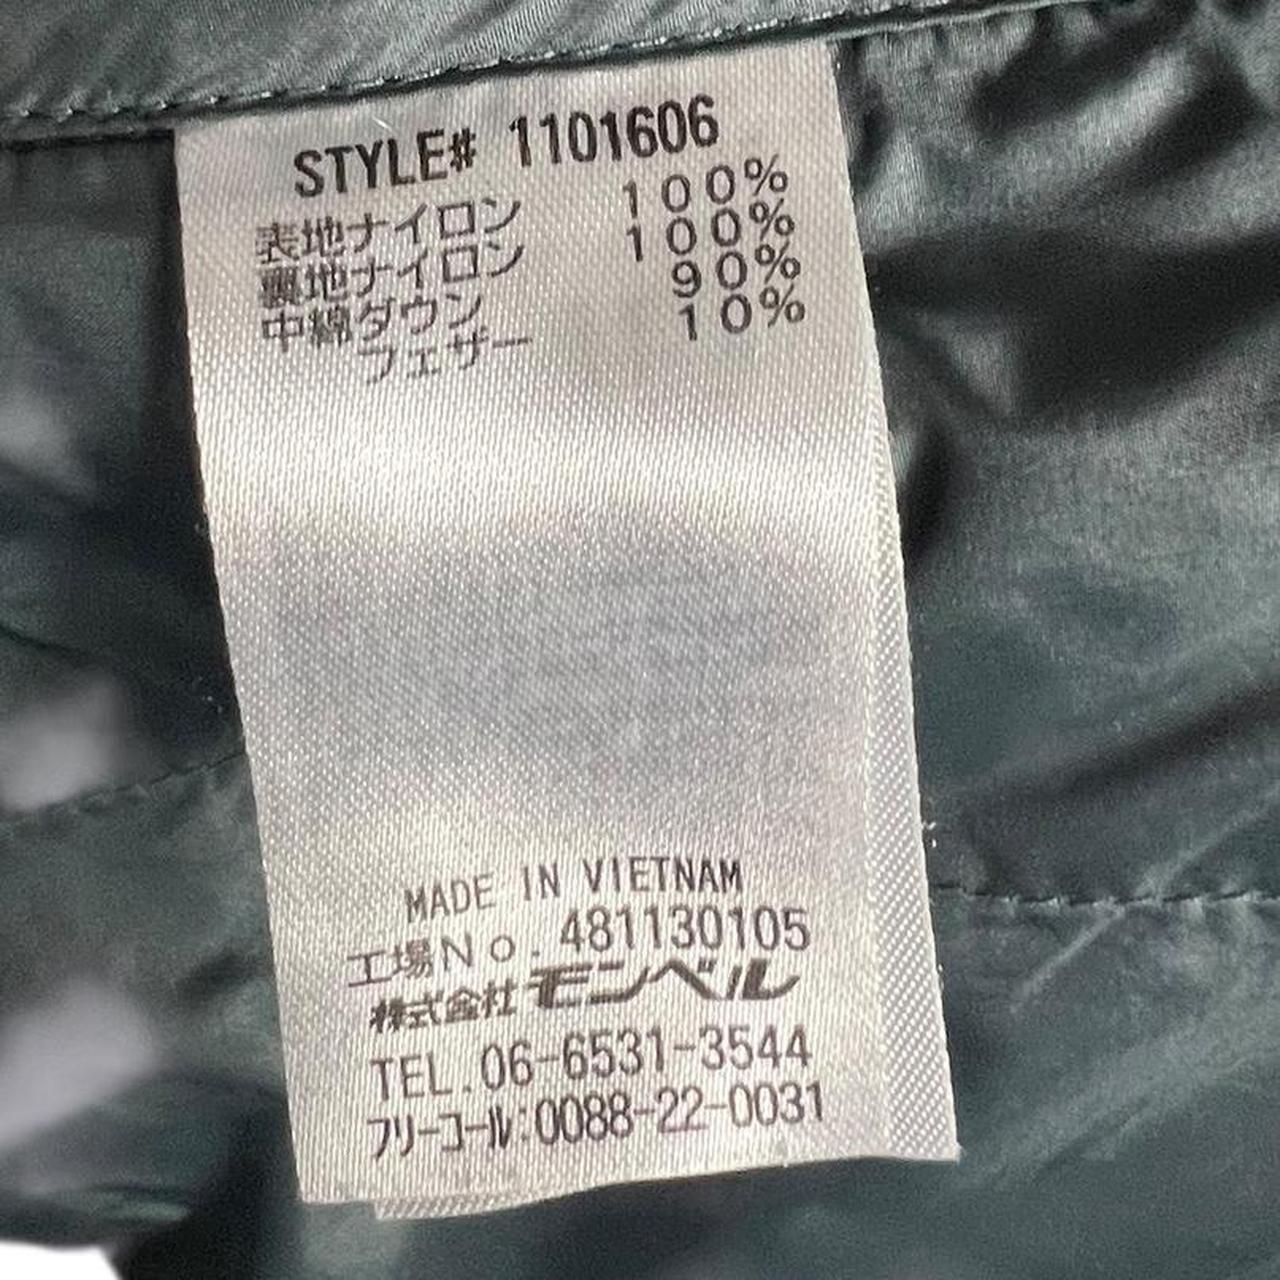 STYLE# 1101606
表地ナイロン 100%
裏地ナイロン 100%
中綿ダウン 90%
フェザー 10%
MADE IN VIETNAM
工場No. 481130105
株式会社モンベル
TEL. 06-6531-3544
フリーコール:0088-22-0031